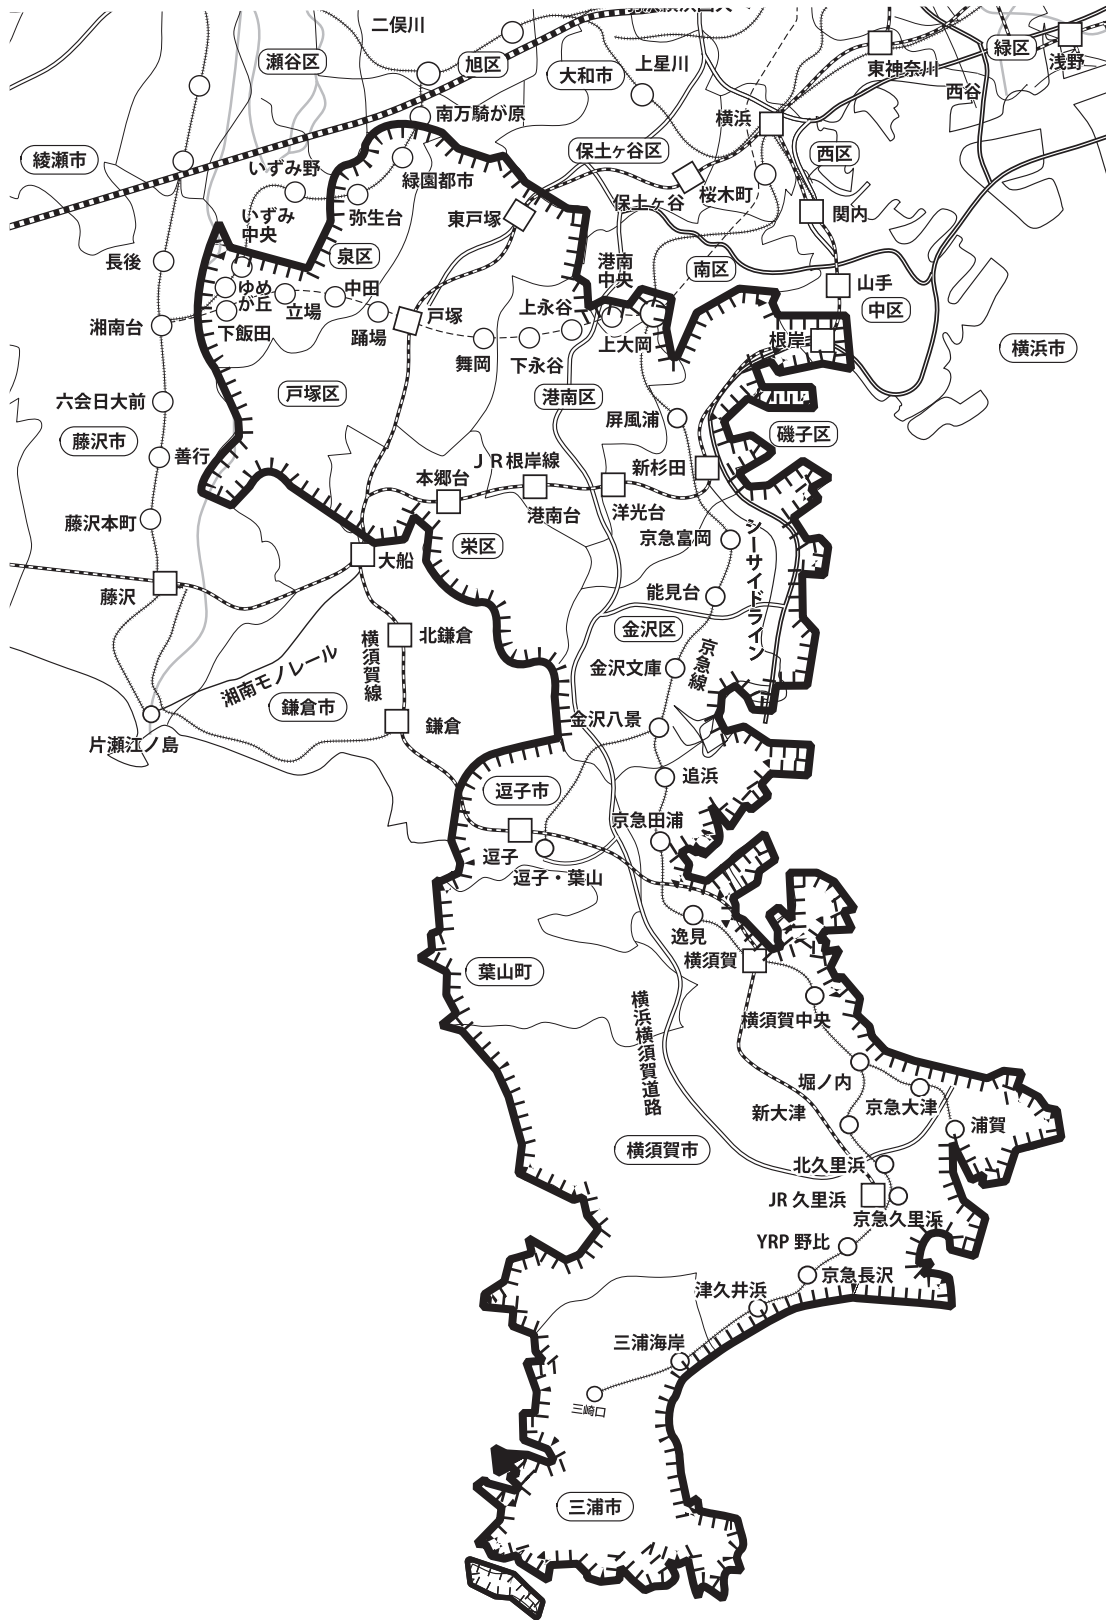 二俣川
瀬谷区
旭区
大和市
上星川
東神奈川
緑区
浅野
西谷
南万騎が原
横浜
綾瀬市
いずみ野
緑園都市
保土ヶ谷区
西区
桜木町
保土ヶ谷
関内
いずみ
中央
弥生台
東戸塚
泉区
長後
港南
中央
南区
山手
中区
ゆめ
が丘
立場
中田
戸塚
上永谷
湘南台
下飯田
踊場
舞岡
下永谷
上大岡
根岸
横浜市
六会日大前
戸塚区
港南区
屏風浦
磯子区
藤沢市
善行
本郷台
JR根岸線
新杉田
港南台
洋光台
藤沢本町
京急富岡
シーサイドライン
栄区
大船
藤沢
能見台
北鎌倉
金沢区
横須賀線
京急線
金沢文庫
湘南モノレール
鎌倉市
鎌倉
金沢八景
片瀬江ノ島
追浜
逗子市
京急田浦
逗子
逗子・葉山
逸見
横須賀
葉山町
横浜横須賀道路
横須賀中央
堀ノ内
京急大津
新大津
浦賀
横須賀市
北久里浜
JR 久里浜
京急久里浜
YRP 野比
京急長沢
津久井浜
三浦海岸
三崎口
三浦市